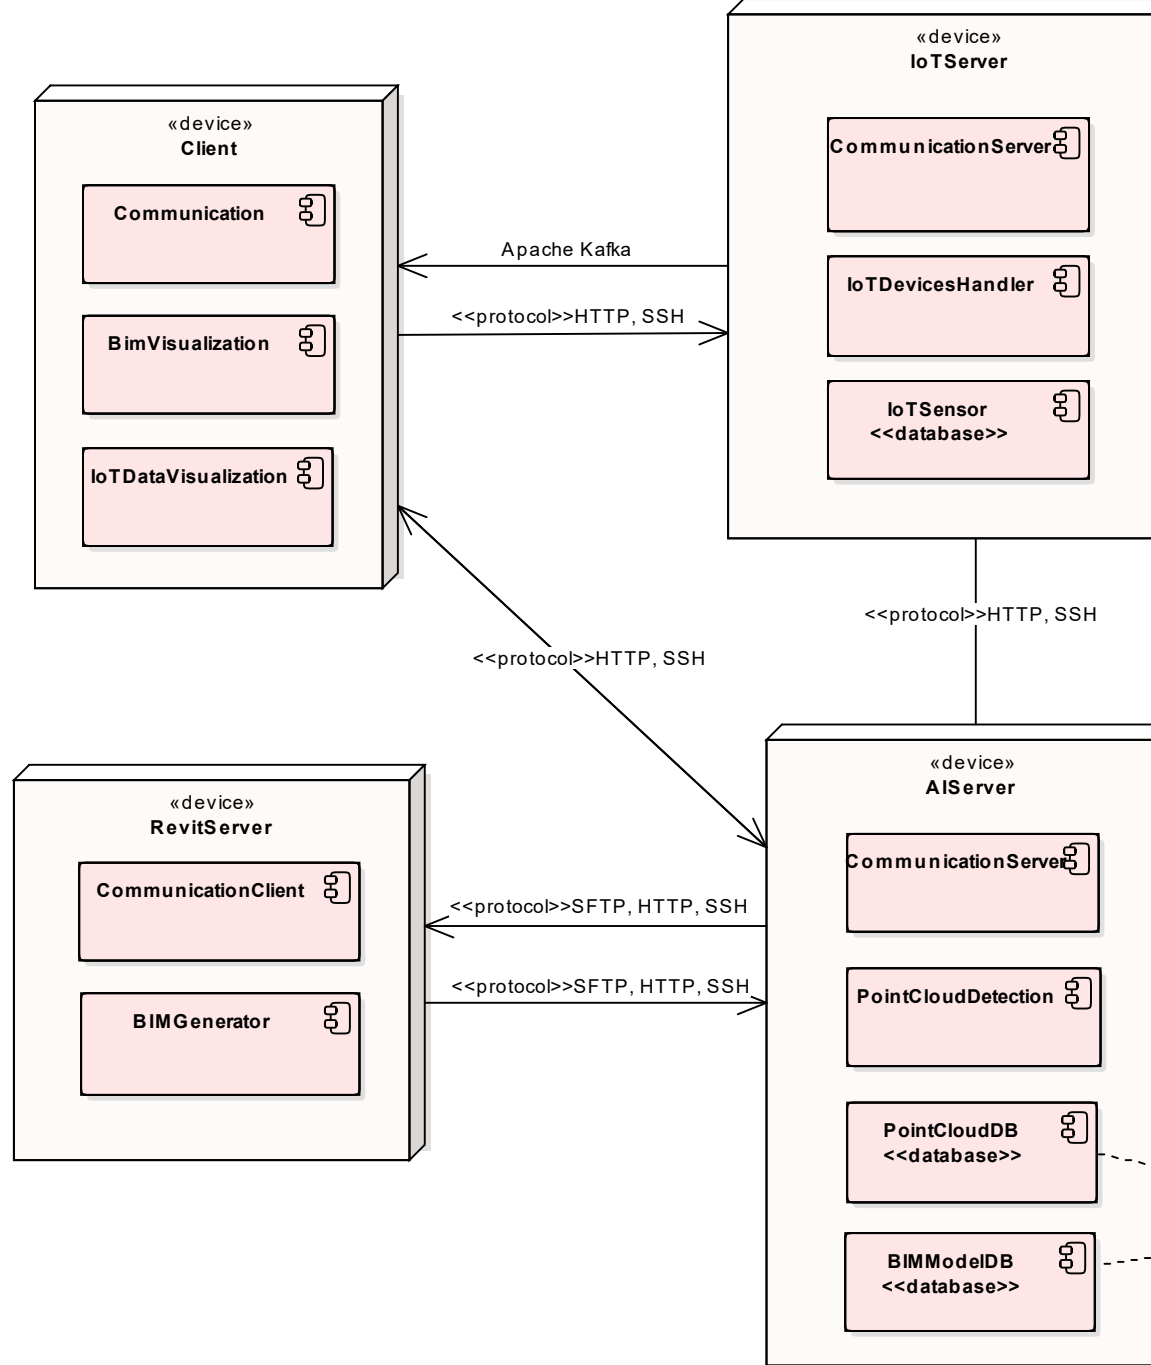 «device»
IoTServer
CommunicationServer
IoTDevicesHandler
IoTSensor
<<database>>
«device»
Client
Communication
BimVisualization
IoTDataVisualization
Apache Kafka
<<protocol>>HTTP, SSH
<<protocol>>HTTP, SSH
<<protocol>>HTTP, SSH
«device»
RevitServer
CommunicationClient
BIMGenerator
<<protocol>>SFTP, HTTP, SSH
<<protocol>>SFTP, HTTP, SSH
«device»
AIServer
CommunicationServer
PointCloudDetection
PointCloudDB
<<database>>
BIMModelDB
<<database>>